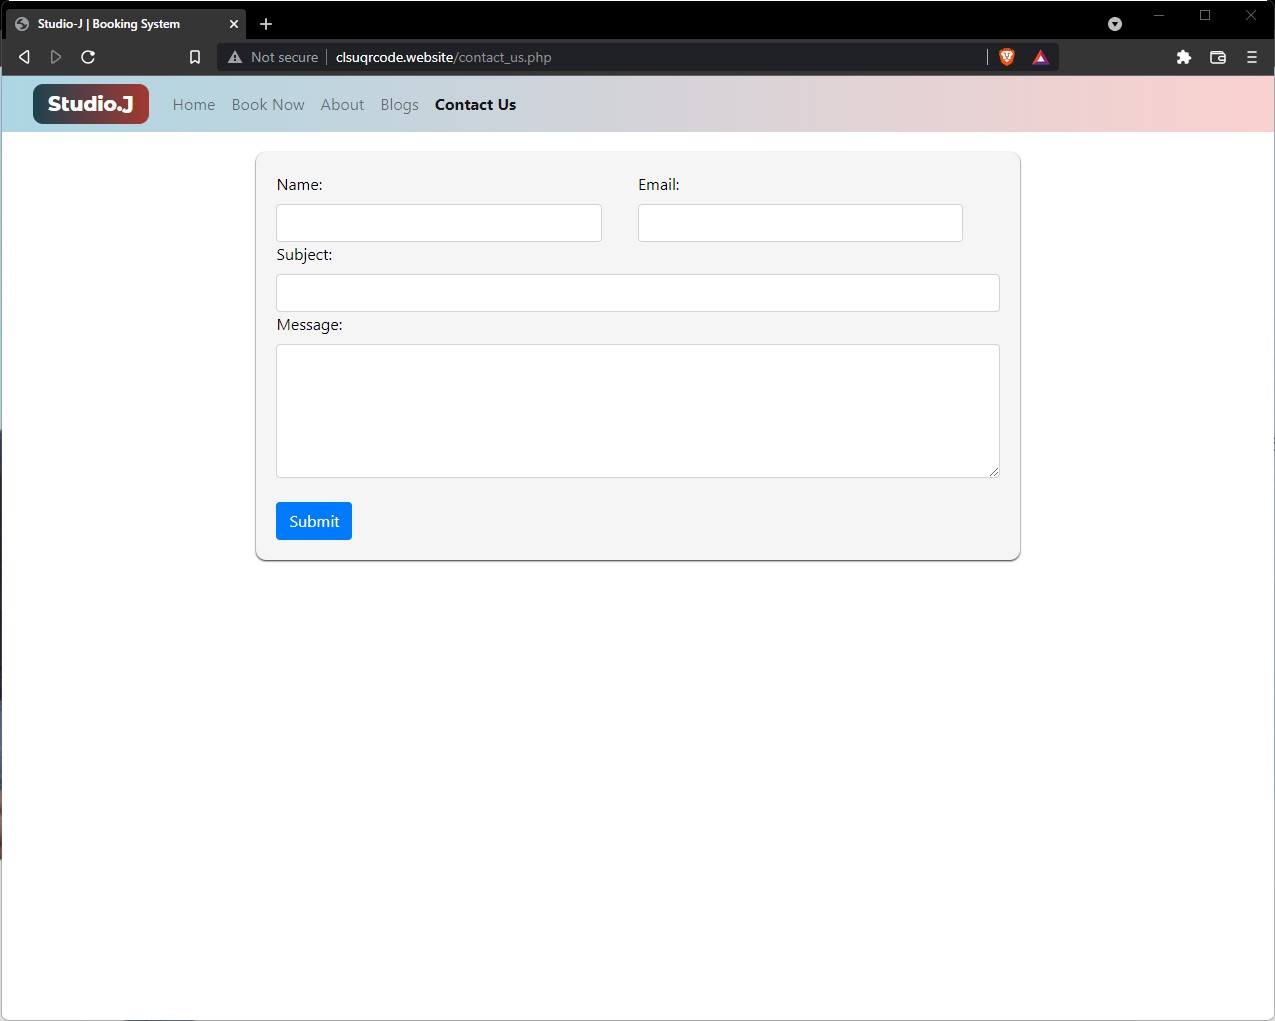 Studio-J | Booking System
Not secure clsuqrcode.website/contact_us.php
Studio.J Home Book Now About Blogs Contact Us
Name: Email:
Subject:
Message:
Submit